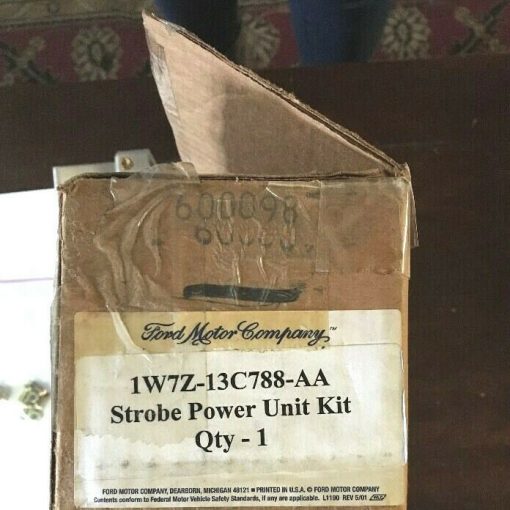 600098
Ford Motor Company,™
1W7Z-13C788-AA
Strobe Power Unit Kit
Qty - 1
FORD MOTOR COMPANY, DEARBORN, MICHIGAN 48121 ■ PRINTED IN U.S.A. © FORD MOTOR COMPANY
Contents conform to Federal Motor Vehicle Safety Standards, if any are applicable. L1190 REV 5/01